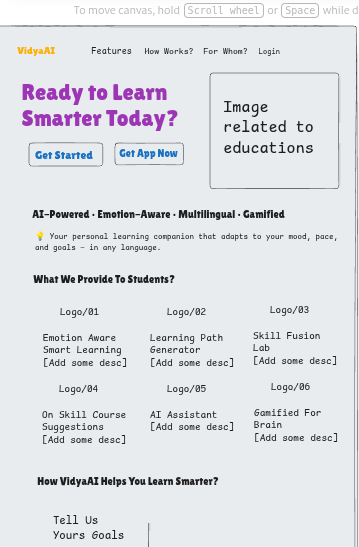 To move canvas, hold Scroll wheel or Space while d
VidyaAI Features How Works? For Whom? Login
Ready to Learn
Smarter Today?
Get Started Get App Now
Image
related to
educations
AI-Powered · Emotion-Aware · Multilingual · Gamified
💡 Your personal learning companion that adapts to your mood, pace,
and goals - in any language.
What We Provide To Students?
Logo/01
Emotion Aware
Smart Learning
[Add some desc]
Logo/02
Learning Path
Generator
[Add some desc]
Logo/03
Skill Fusion
Lab
[Add some desc]
Logo/04
On Skill Course
Suggestions
[Add some desc]
Logo/05
AI Assistant
[Add some desc]
Logo/06
Gamified For
Brain
[Add some desc]
How VidyaAI Helps You Learn Smarter?
Tell Us
Yours Goals